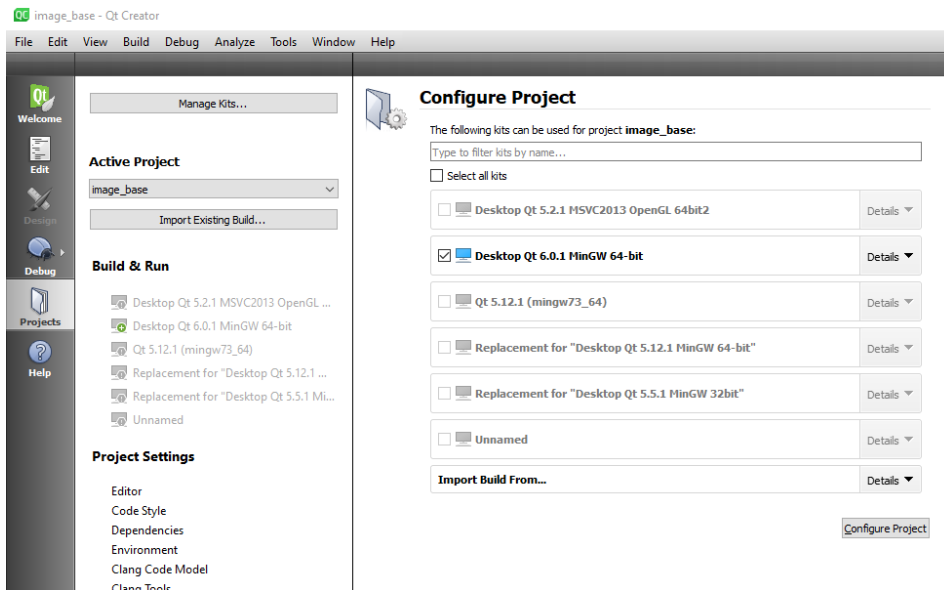 image_base - Qt Creator
File Edit View Build Debug Analyze Tools Window Help
Welcome
Edit
Design
Debug
Projects
Help
Manage Kits...
Active Project
image_base
Import Existing Build...
Build & Run
Desktop Qt 5.2.1 MSVC2013 OpenGL ...
Desktop Qt 6.0.1 MinGW 64-bit
Qt 5.12.1 (mingw73_64)
Replacement for "Desktop Qt 5.12.1 ...
Replacement for "Desktop Qt 5.5.1 Mi...
Unnamed
Project Settings
Editor
Code Style
Dependencies
Environment
Clang Code Model
Clang Tools
Configure Project
The following kits can be used for project image_base:
Type to filter kits by name...
Select all kits
Desktop Qt 5.2.1 MSVC2013 OpenGL 64bit2 Details
Desktop Qt 6.0.1 MinGW 64-bit Details
Qt 5.12.1 (mingw73_64) Details
Replacement for "Desktop Qt 5.12.1 MinGW 64-bit" Details
Replacement for "Desktop Qt 5.5.1 MinGW 32bit" Details
Unnamed Details
Import Build From... Details
Configure Project